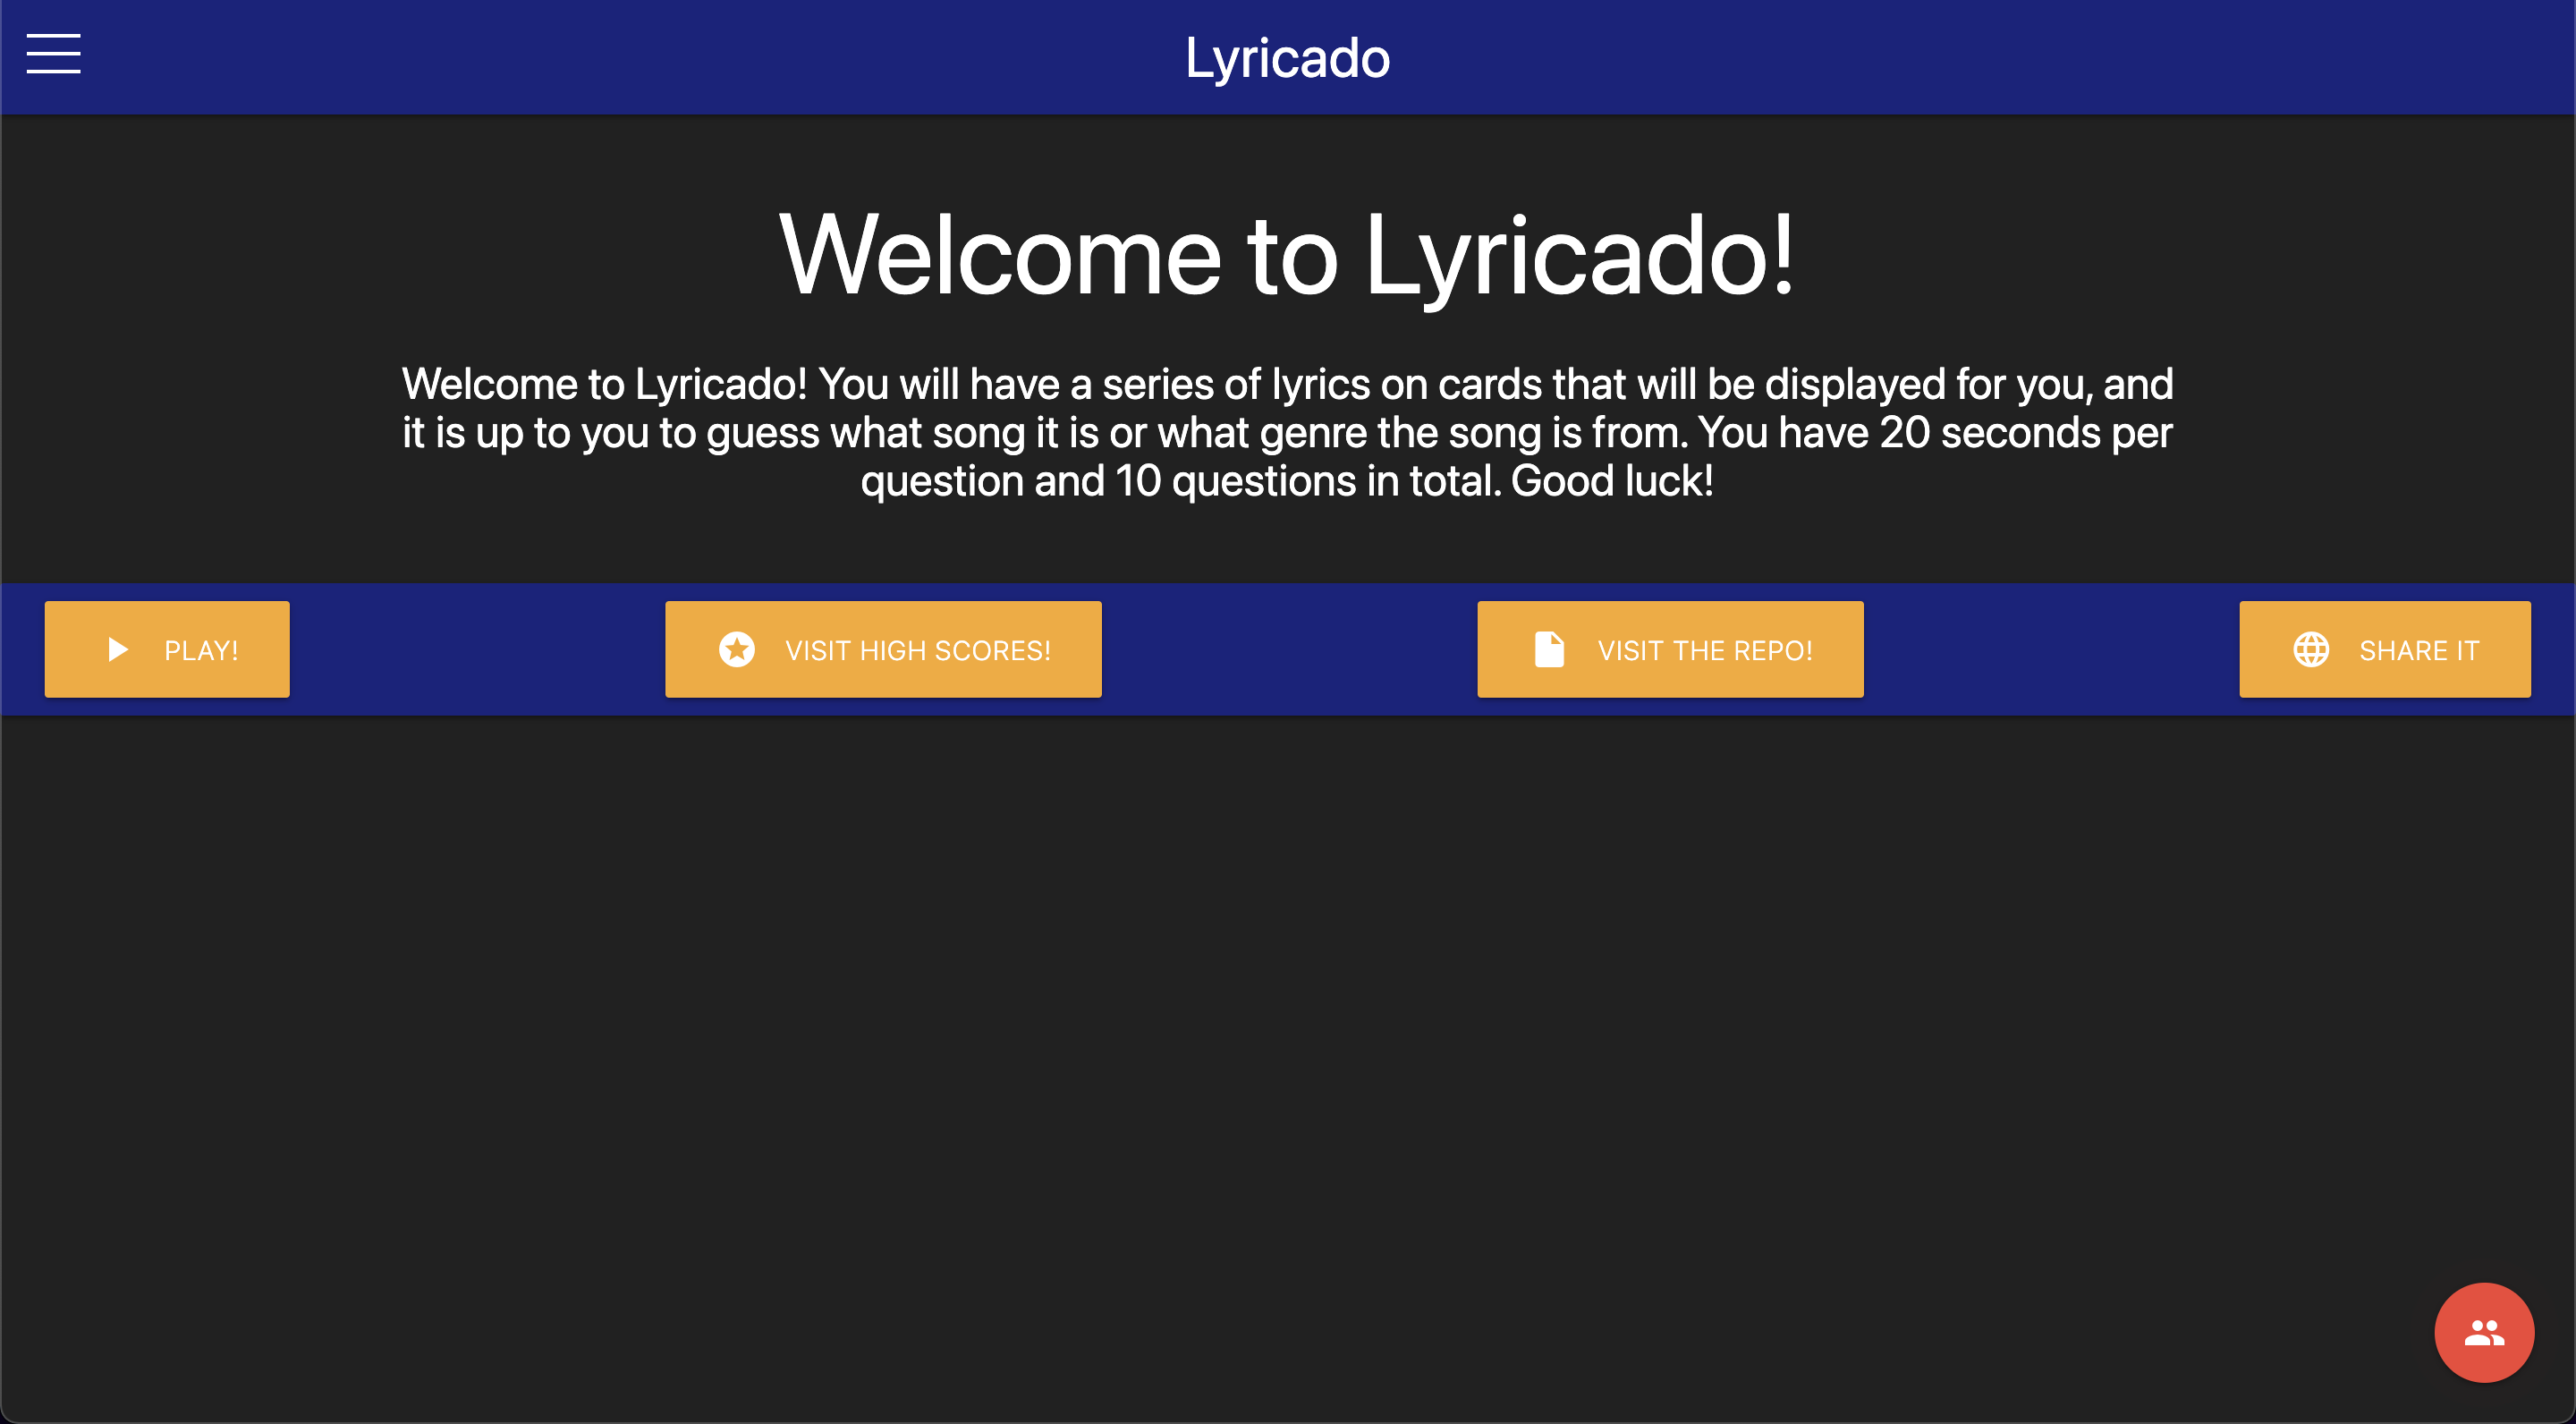 Lyricado
Welcome to Lyricado!
Welcome to Lyricado! You will have a series of lyrics on cards that will be displayed for you, and
it is up to you to guess what song it is or what genre the song is from. You have 20 seconds per
question and 10 questions in total. Good luck!
PLAY!
VISIT HIGH SCORES!
VISIT THE REPO!
SHARE IT